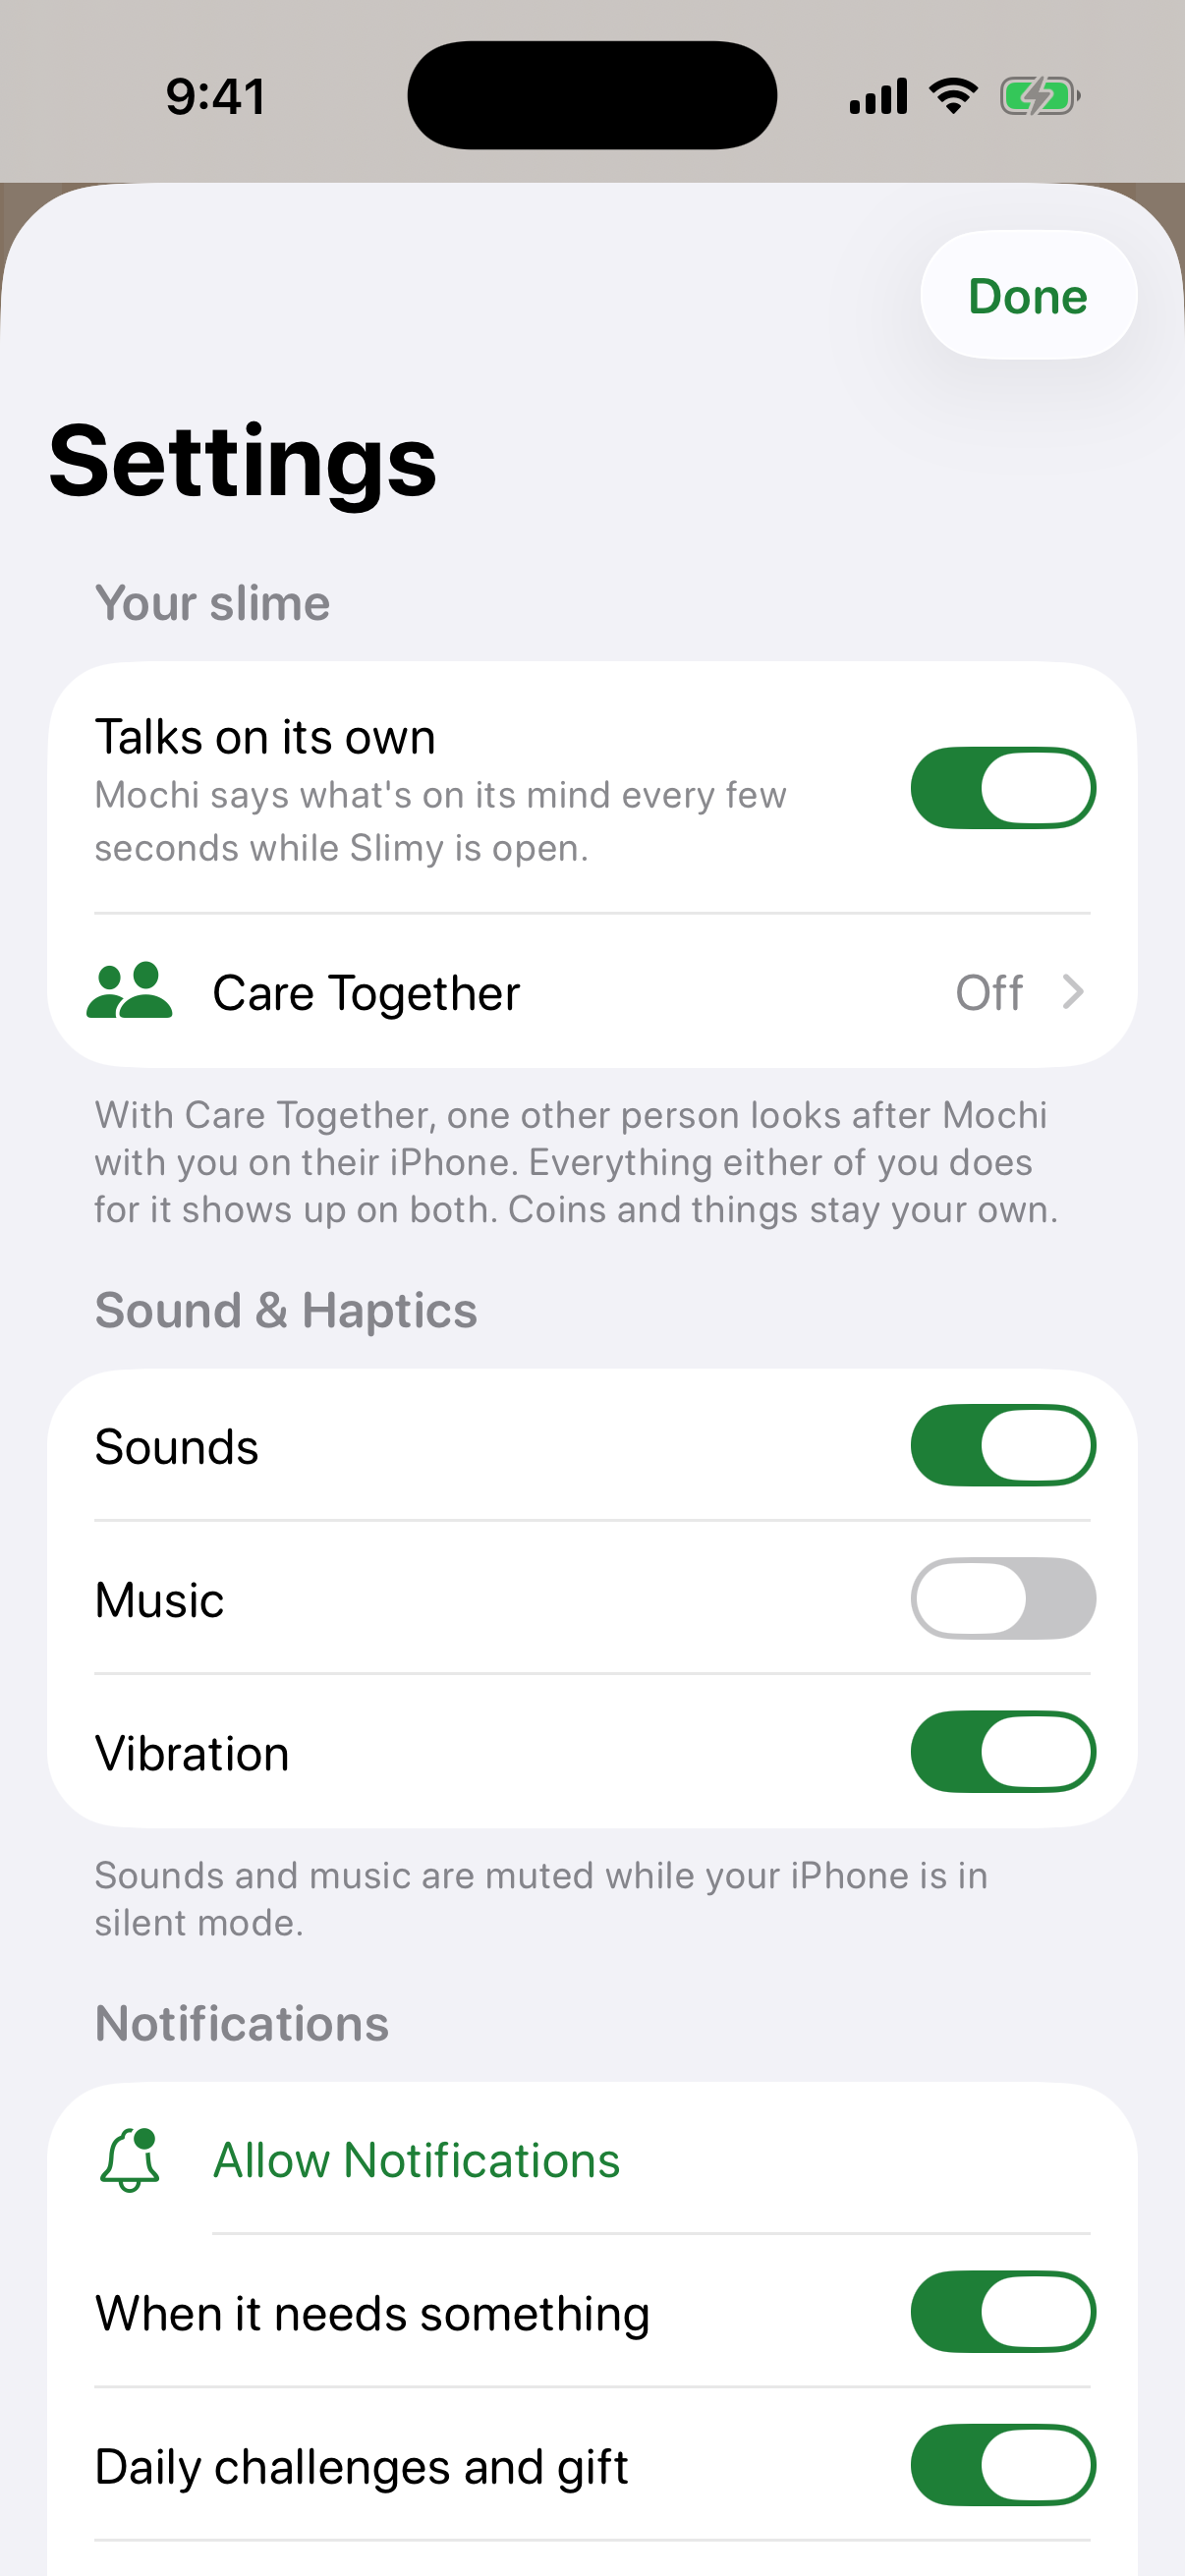 9:41
Done
Settings
Your slime
Talks on its own
Mochi says what's on its mind every few
seconds while Slimy is open.
Care Together
Off
With Care Together, one other person looks after Mochi
with you on their iPhone. Everything either of you does
for it shows up on both. Coins and things stay your own.
Sound & Haptics
Sounds
Music
Vibration
Sounds and music are muted while your iPhone is in
silent mode.
Notifications
Allow Notifications
When it needs something
Daily challenges and gift